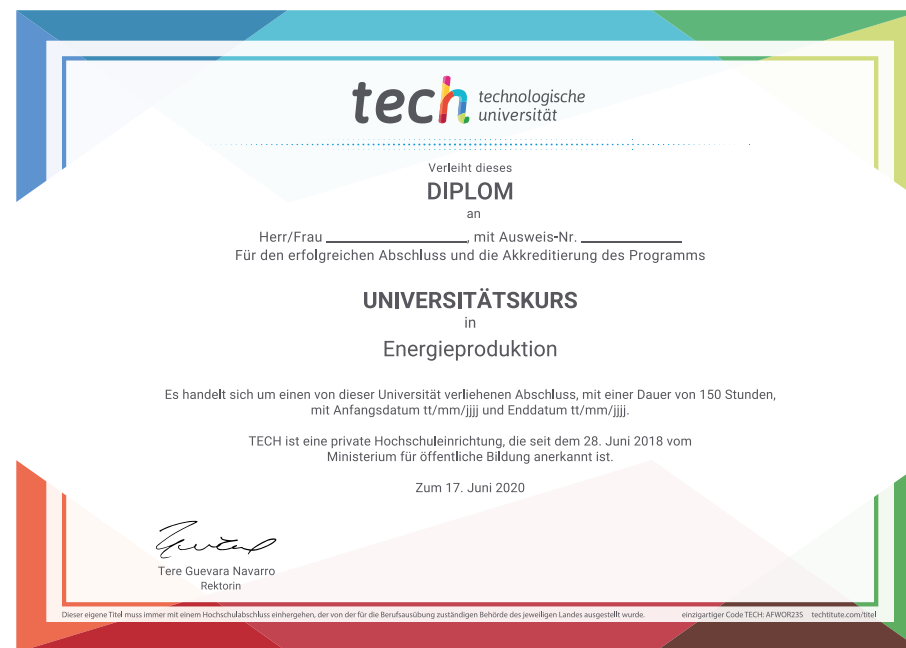 tech technologische
universität
Verleiht dieses
DIPLOM
an
Herr/Frau ____________, mit Ausweis-Nr. ____________
Für den erfolgreichen Abschluss und die Akkreditierung des Programms
UNIVERSITÄTSKURS
in
Energieproduktion
Es handelt sich um einen von dieser Universität verliehenen Abschluss, mit einer Dauer von 150 Stunden,
mit Anfangsdatum tt/mm/jjjj und Enddatum tt/mm/jjjj.
TECH ist eine private Hochschuleinrichtung, die seit dem 28. Juni 2018 vom
Ministerium für öffentliche Bildung anerkannt ist.
Zum 17. Juni 2020
Tere Guevara Navarro
Rektorin
Dieser eigene Titel muss immer mit einem Hochschulabschluss einhergehen, der von der für die Berufsausübung zuständigen Behörde des jeweiligen Landes ausgestellt wurde. einzigartiger Code TECH: AFWOR23S techtitute.com/titel